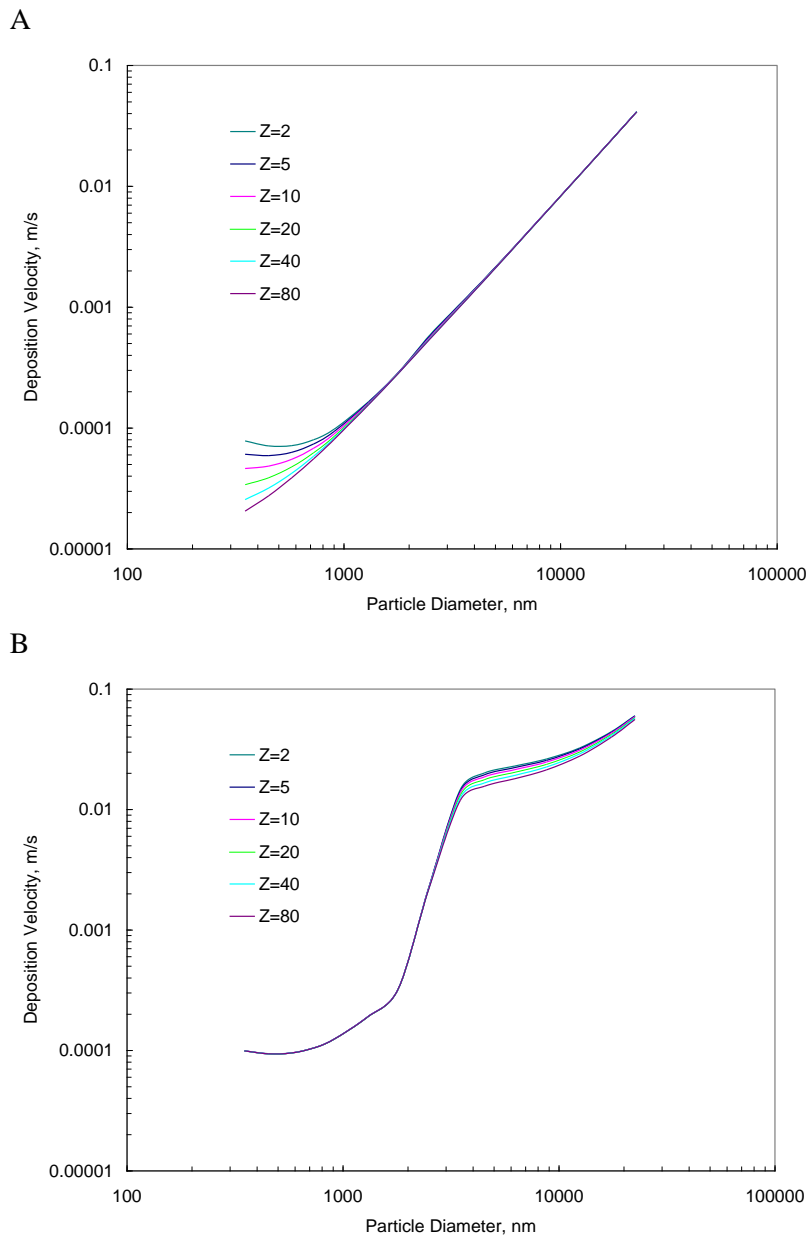 A
0.1
0.01
0.001
0.0001
0.00001
Deposition Velocity, m/s
Z=2
Z=5
Z=10
Z=20
Z=40
Z=80
100
1000
10000
100000
Particle Diameter, nm
B
0.1
0.01
0.001
0.0001
0.00001
Deposition Velocity, m/s
Z=2
Z=5
Z=10
Z=20
Z=40
Z=80
100
1000
10000
100000
Particle Diameter, nm